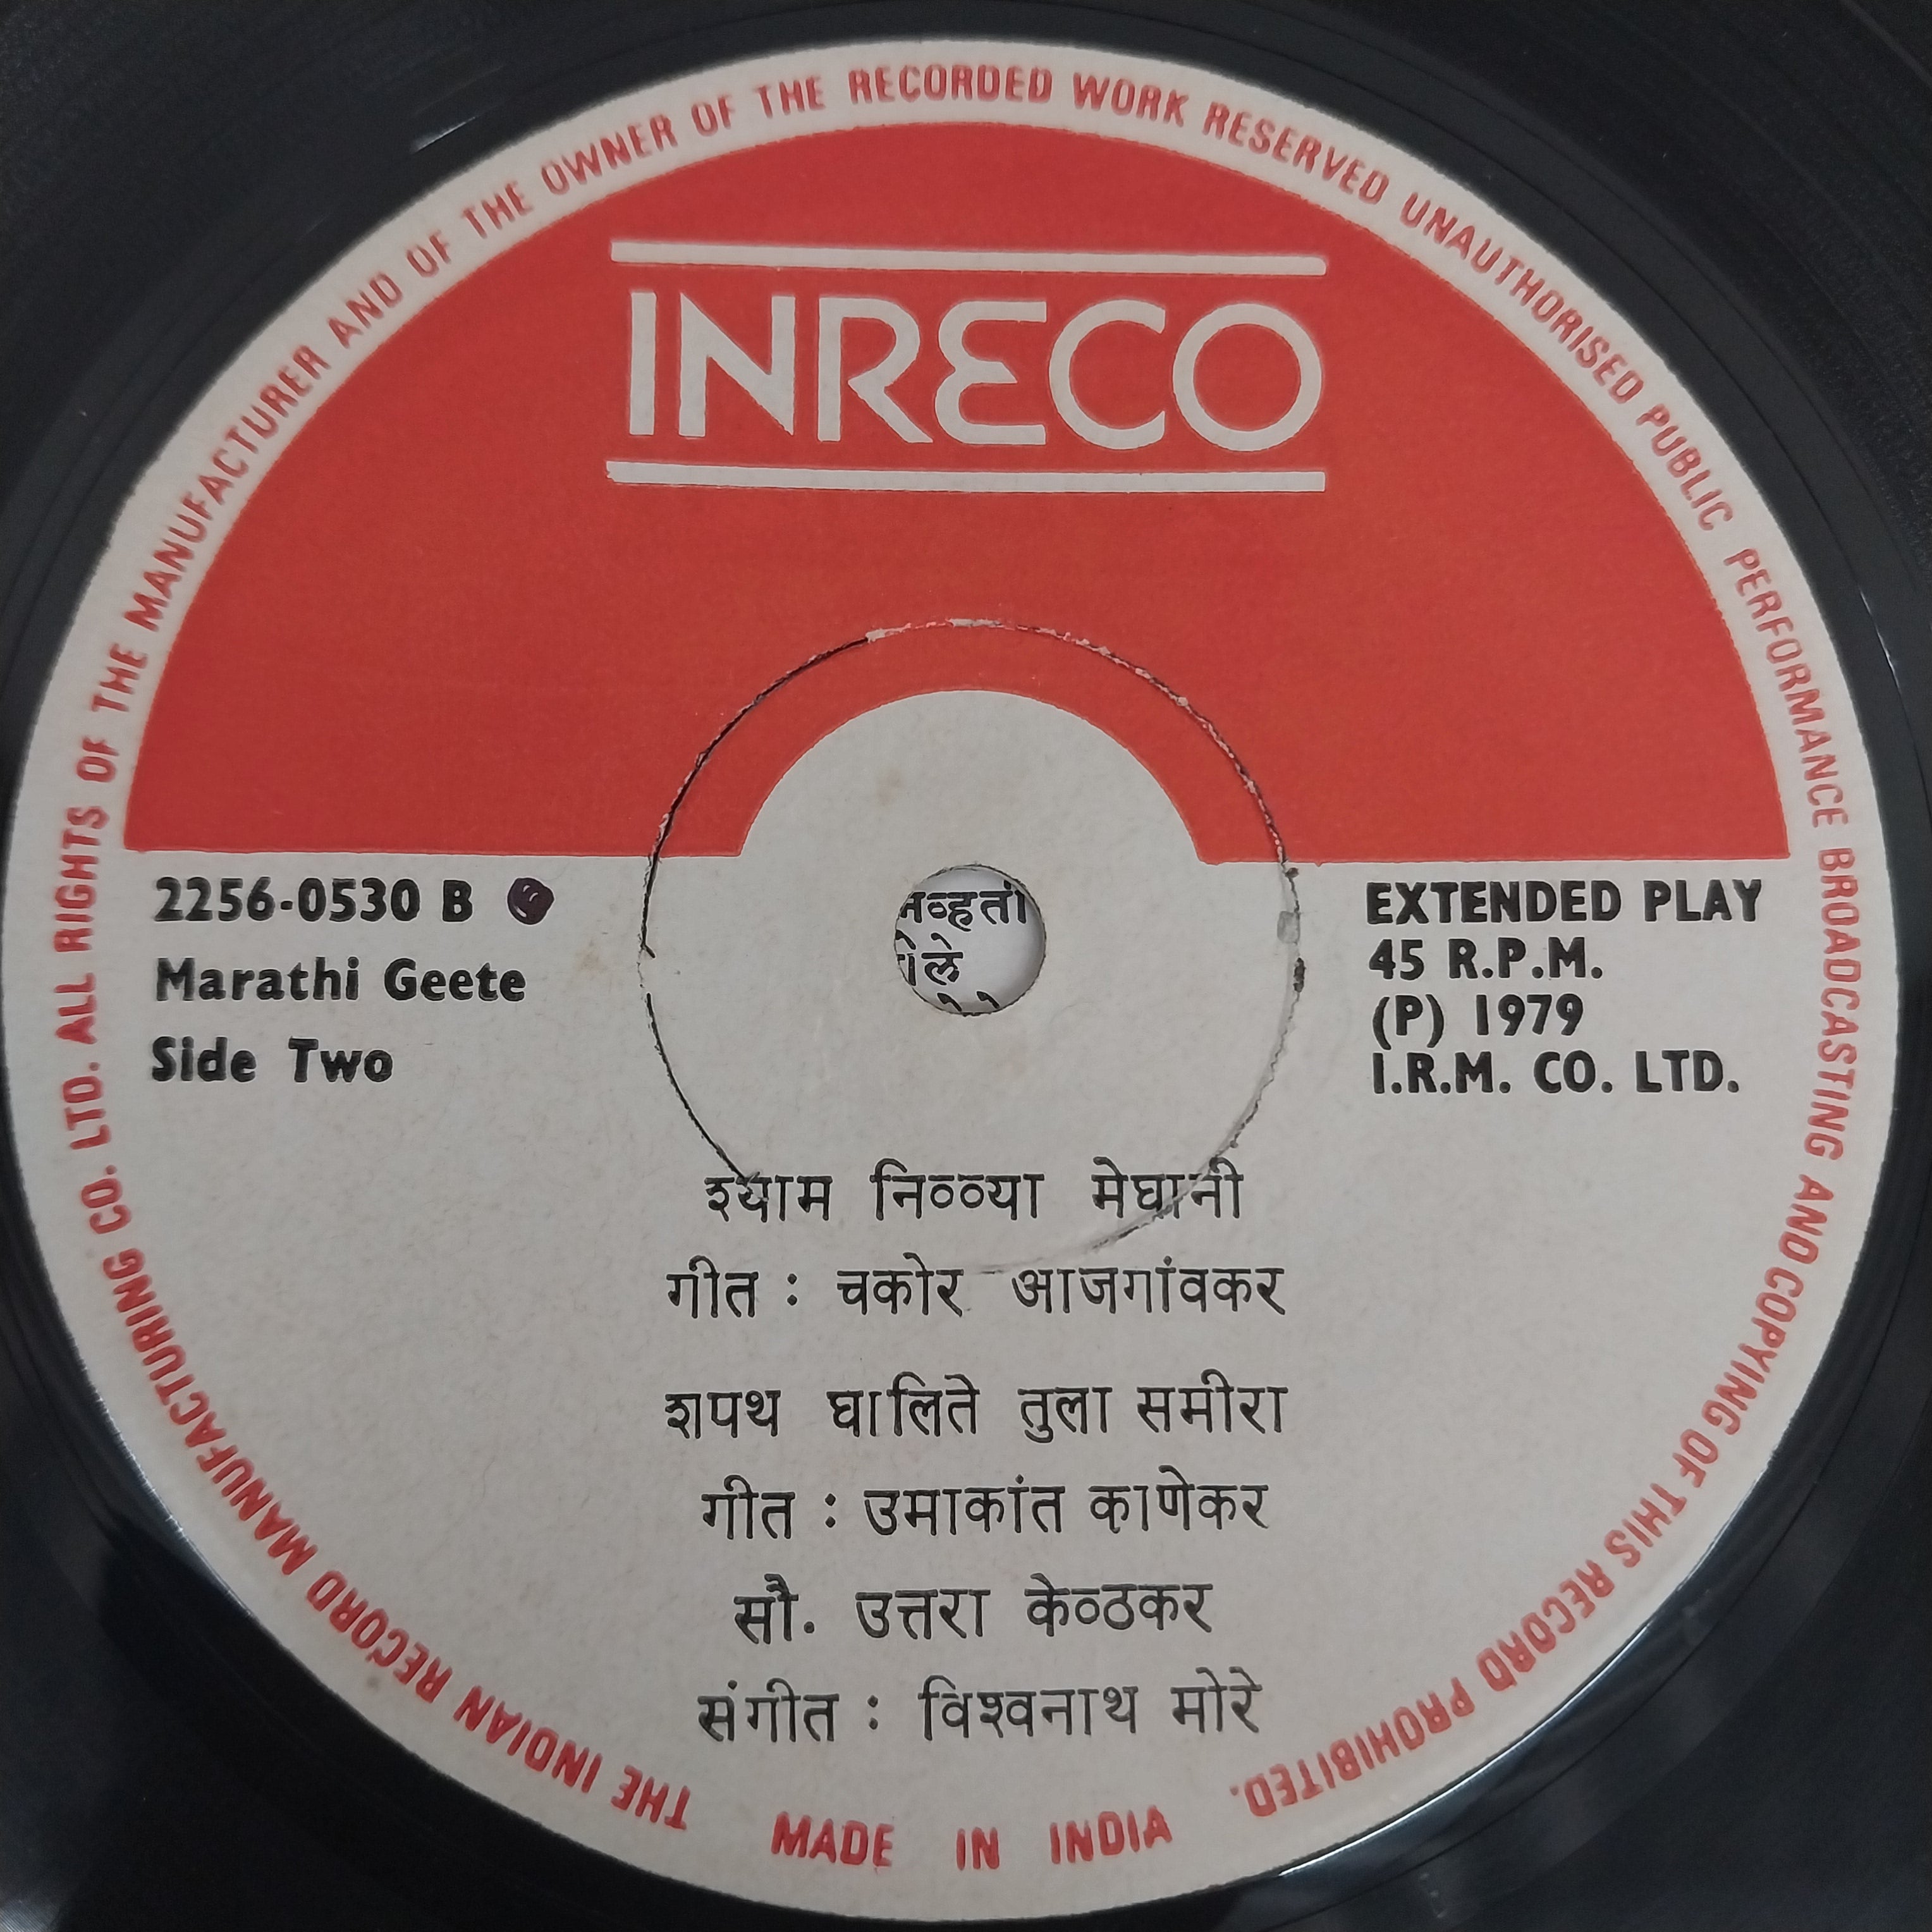 THE INDIAN RECORD MANUFACTURING CO. LTD. ALL RIGHTS OF THE MANUFACTURER AND OF THE OWNER OF THE RECORDED WORK RESERVED UNAUTHORISED PUBLIC PERFORMANCE BROADCASTING AND COPYING OF THIS RECORD PROHIBITED.
INRECO
2256-0530 B
Marathi Geete
Side Two
EXTENDED PLAY
45 R.P.M.
(P) 1979
I.R.M. CO. LTD.
श्याम निळ्या मेघानी
गीत : चकोर आजगांवकर
शपथ घालिते तुला समीरा
गीत : उमाकांत काणेकर
सौ. उत्तरा केळकर
संगीत : विश्वनाथ मोरे
MADE IN INDIA